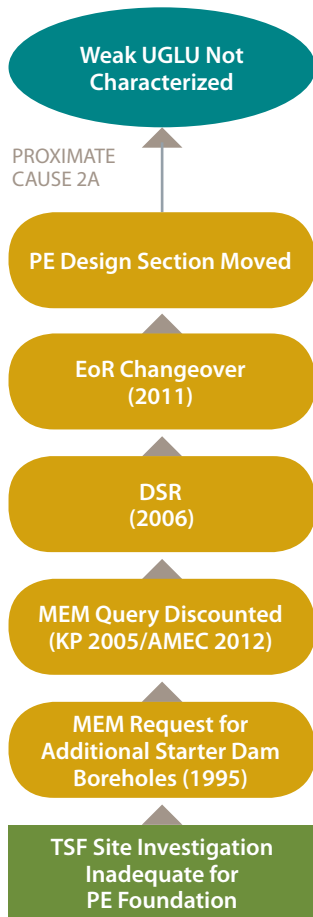 Weak UGLU Not
Characterized
PROXIMATE
CAUSE 2A
PE Design Section Moved
EoR Changeover
(2011)
DSR
(2006)
MEM Query Discounted
(KP 2005/AMEC 2012)
MEM Request for
Additional Starter Dam
Boreholes (1995)
TSF Site Investigation
Inadequate for
PE Foundation